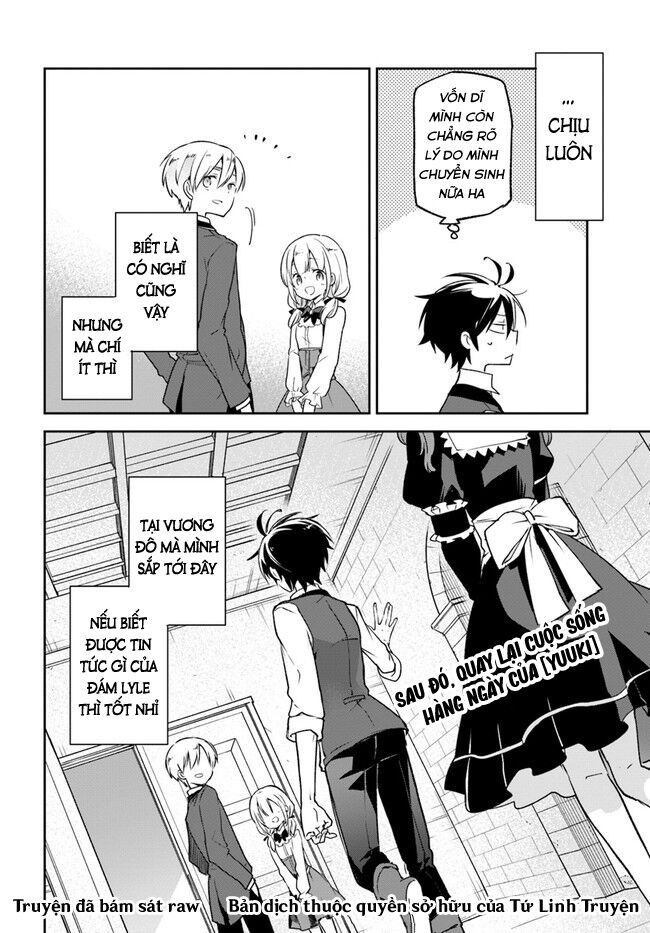 ...
CHỊU
LUÔN
VỐN DĨ
MÌNH CÒN
CHẲNG RÕ
LÝ DO MÌNH
CHUYỂN SINH
NỮA HA
BIẾT LÀ
CÓ NGHĨ
CŨNG
VẬY
NHƯNG
MÀ CHÍ
ÍT THÌ
TẠI VƯƠNG
ĐÔ MÀ MÌNH
SẮP TỚI ĐÂY
NẾU BIẾT
ĐƯỢC TIN
TỨC GÌ CỦA
ĐÁM LYLE
THÌ TỐT NHỈ
SAU ĐÓ, QUAY LẠI CUỘC SỐNG
HÀNG NGÀY CỦA [YUUKI]
Truyện đã bám sát raw
Bản dịch thuộc quyền sở hữu của Tứ Linh Truyện